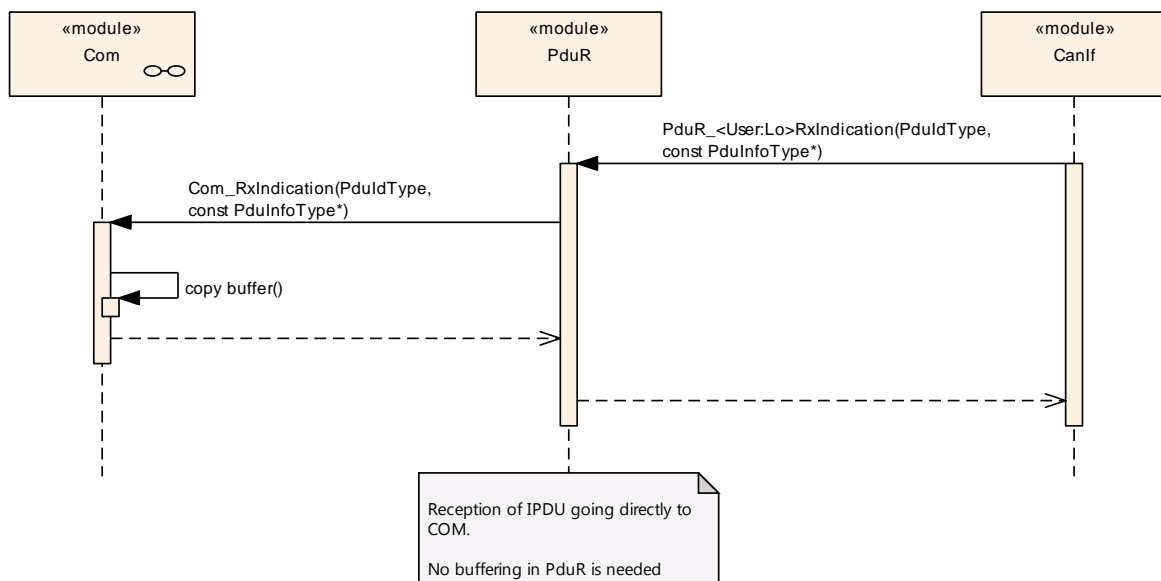 «module»
Com
«module»
PduR
«module»
CanIf
PduR_<User:Lo>RxIndication(PduIdType,
const PduInfoType*)
Com_RxIndication(PduIdType,
const PduInfoType*)
copy buffer()
Reception of IPDU going directly to
COM.
No buffering in PduR is needed